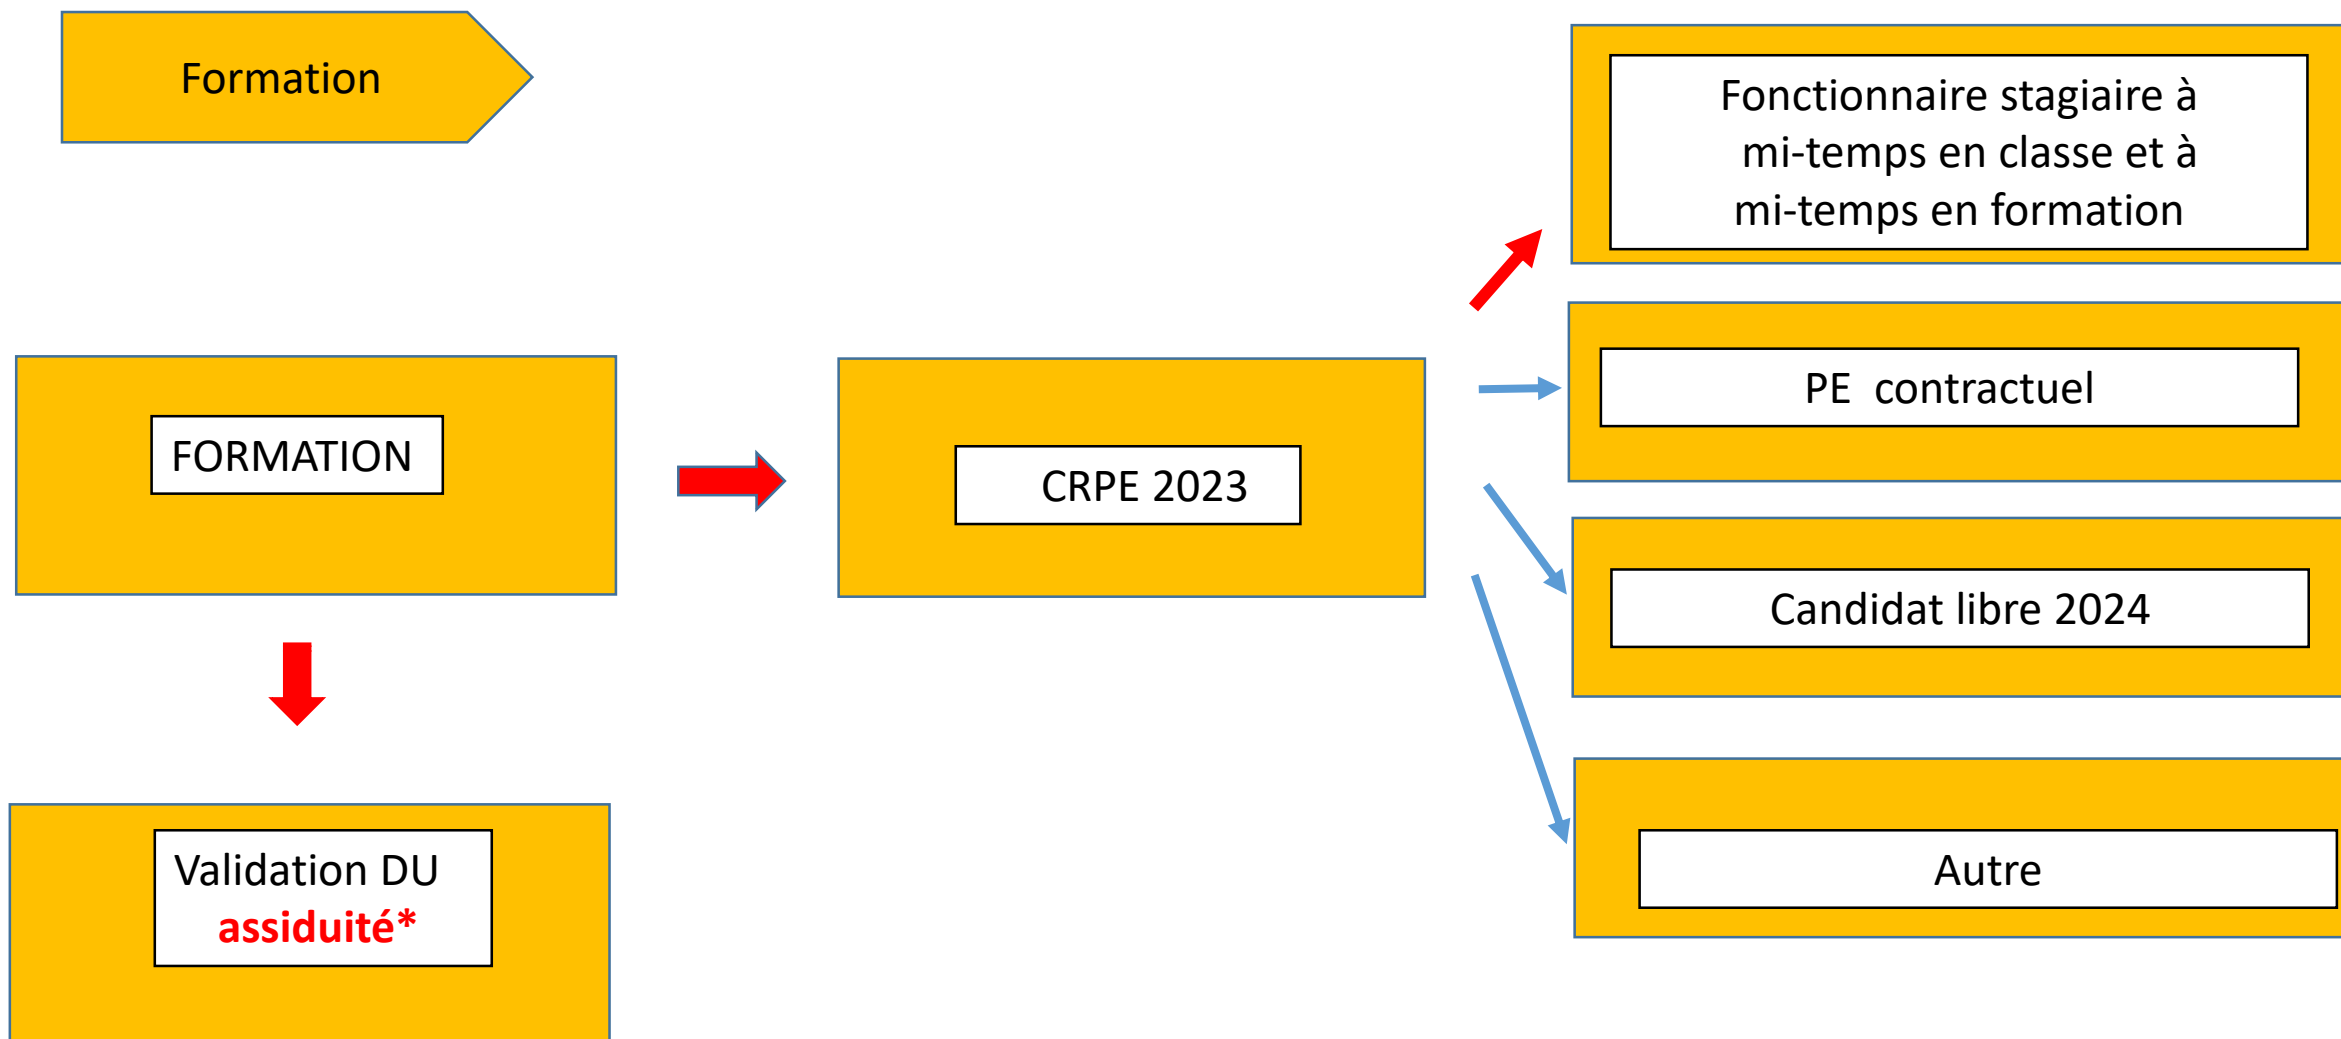 Formation
Fonctionnaire stagiaire à
mi-temps en classe et à
mi-temps en formation
PE  contractuel
FORMATION
CRPE 2023
Candidat libre 2024
Validation DU
assiduité*
Autre